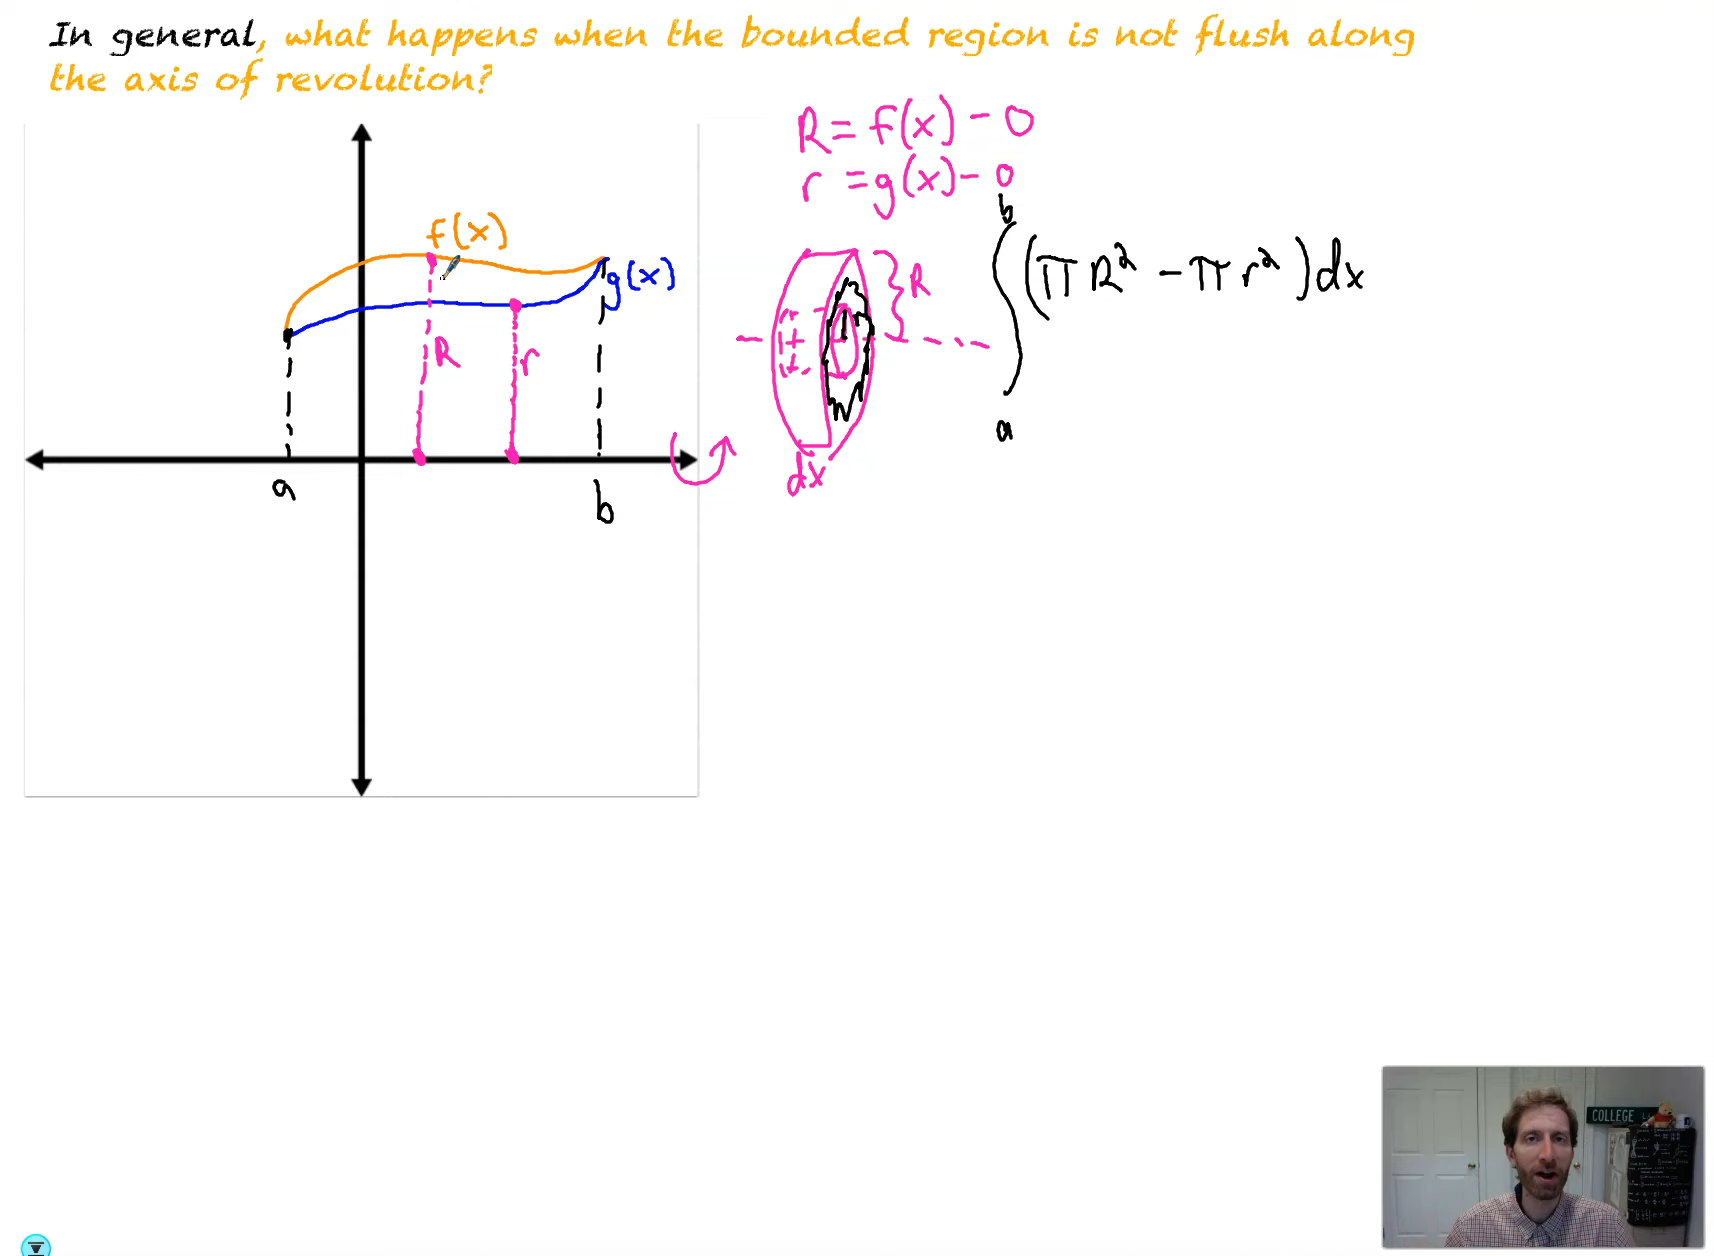 In general, what happens when the bounded region is not flush along
the axis of revolution?
R = f(x) - 0
r = g(x) - 0
f(x)
g(x)
R
r
a
b
R
r
dx
b
∫ (πR² - πr²) dx
a
COLLEGE